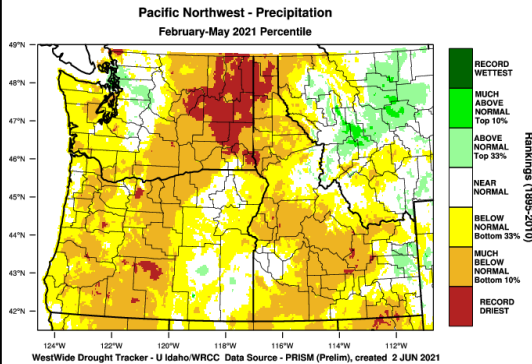 Pacific Northwest - Precipitation
February-May 2021 Percentile
49°N
48°N
47°N
46°N
45°N
44°N
43°N
42°N
124°W
122°W
120°W
118°W
116°W
114°W
112°W
RECORD
WETTEST
MUCH
ABOVE
NORMAL
Top 10%
ABOVE
NORMAL
Top 33%
NEAR
NORMAL
BELOW
NORMAL
Bottom 33%
MUCH
BELOW
NORMAL
Bottom 10%
RECORD
DRIEST
Rankings (1895-2010)
WestWide Drought Tracker - U Idaho/WRCC Data Source - PRISM (Prelim), created 2 JUN 2021